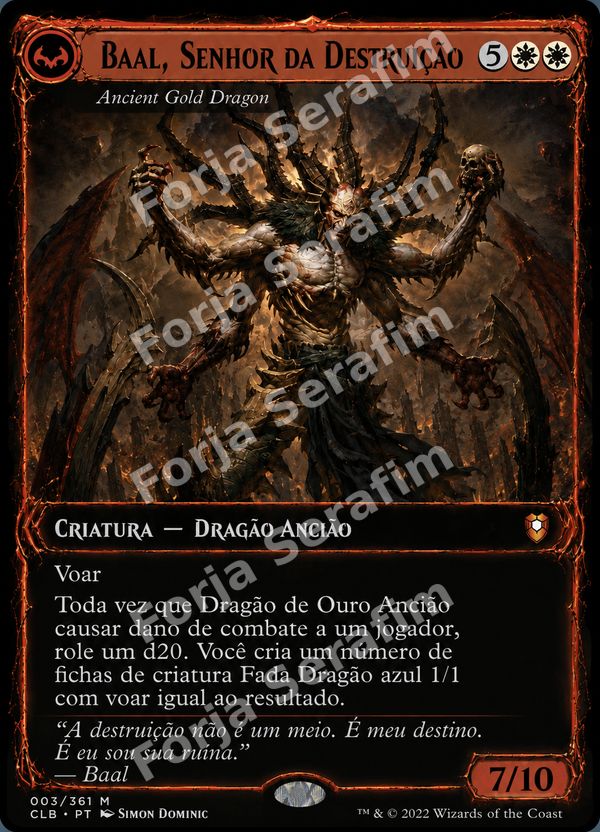 Baal, Senhor da Destruição 5
Ancient Gold Dragon
Forja Serafim
Forja Serafim
Forja Serafim
Criatura — Dragão Ancião
Voar
Toda vez que Dragão de Ouro Ancião
causar dano de combate a um jogador,
role um d20. Você cria um número de
fichas de criatura Fada Dragão azul 1/1
com voar igual ao resultado.
Forja Serafim
“A destruição não é um meio. É meu destino.
É eu sou sua ruína.”
— Baal
Forja Serafim
7/10
003/361 M
CLB • PT Simon Dominic
™ & © 2022 Wizards of the Coast